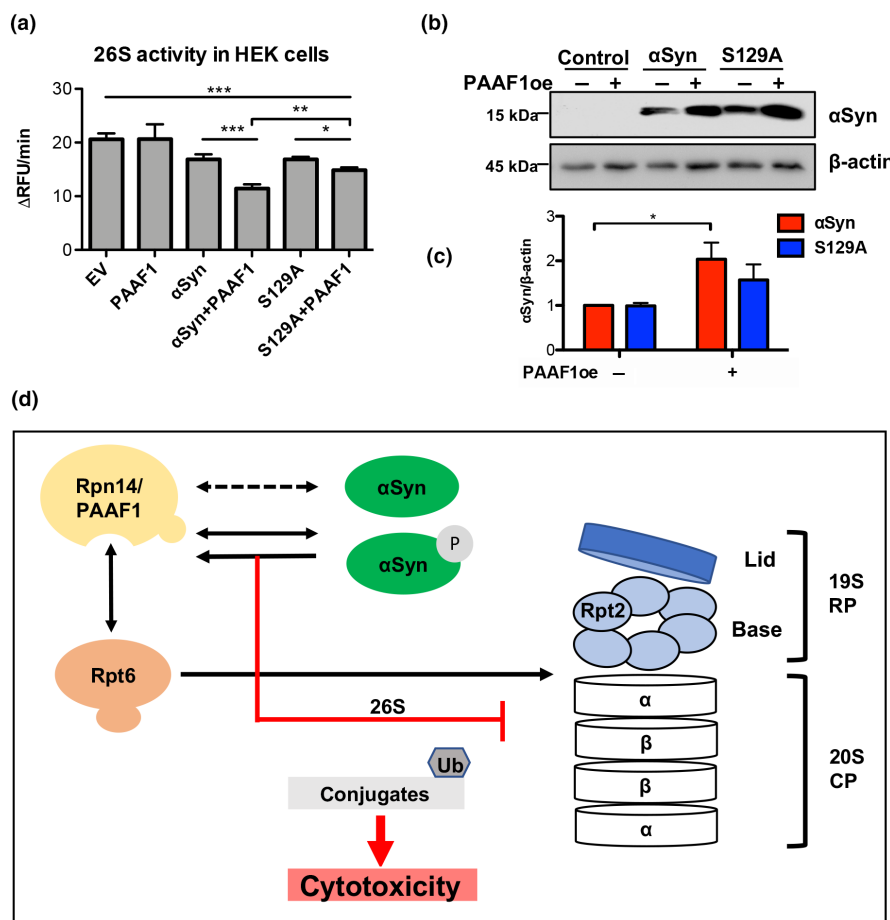 (a)
26S activity in HEK cells
ΔRFU/min
30
20
10
0
***
**
***
*
EV
PAAF1
αSyn
αSyn+PAAF1
S129A
S129A+PAAF1
(b)
Control αSyn S129A
PAAF1oe − + − + − +
15 kDa αSyn
45 kDa β-actin
(c)
αSyn/β-actin
3
2
1
0
*
αSyn
S129A
PAAF1oe − +
(d)
Rpn14/
PAAF1
αSyn
αSyn P
Rpt6
26S
Ub
Conjugates
Cytotoxicity
Lid
Rpt2
Base
19S
RP
α
β
β
α
20S
CP